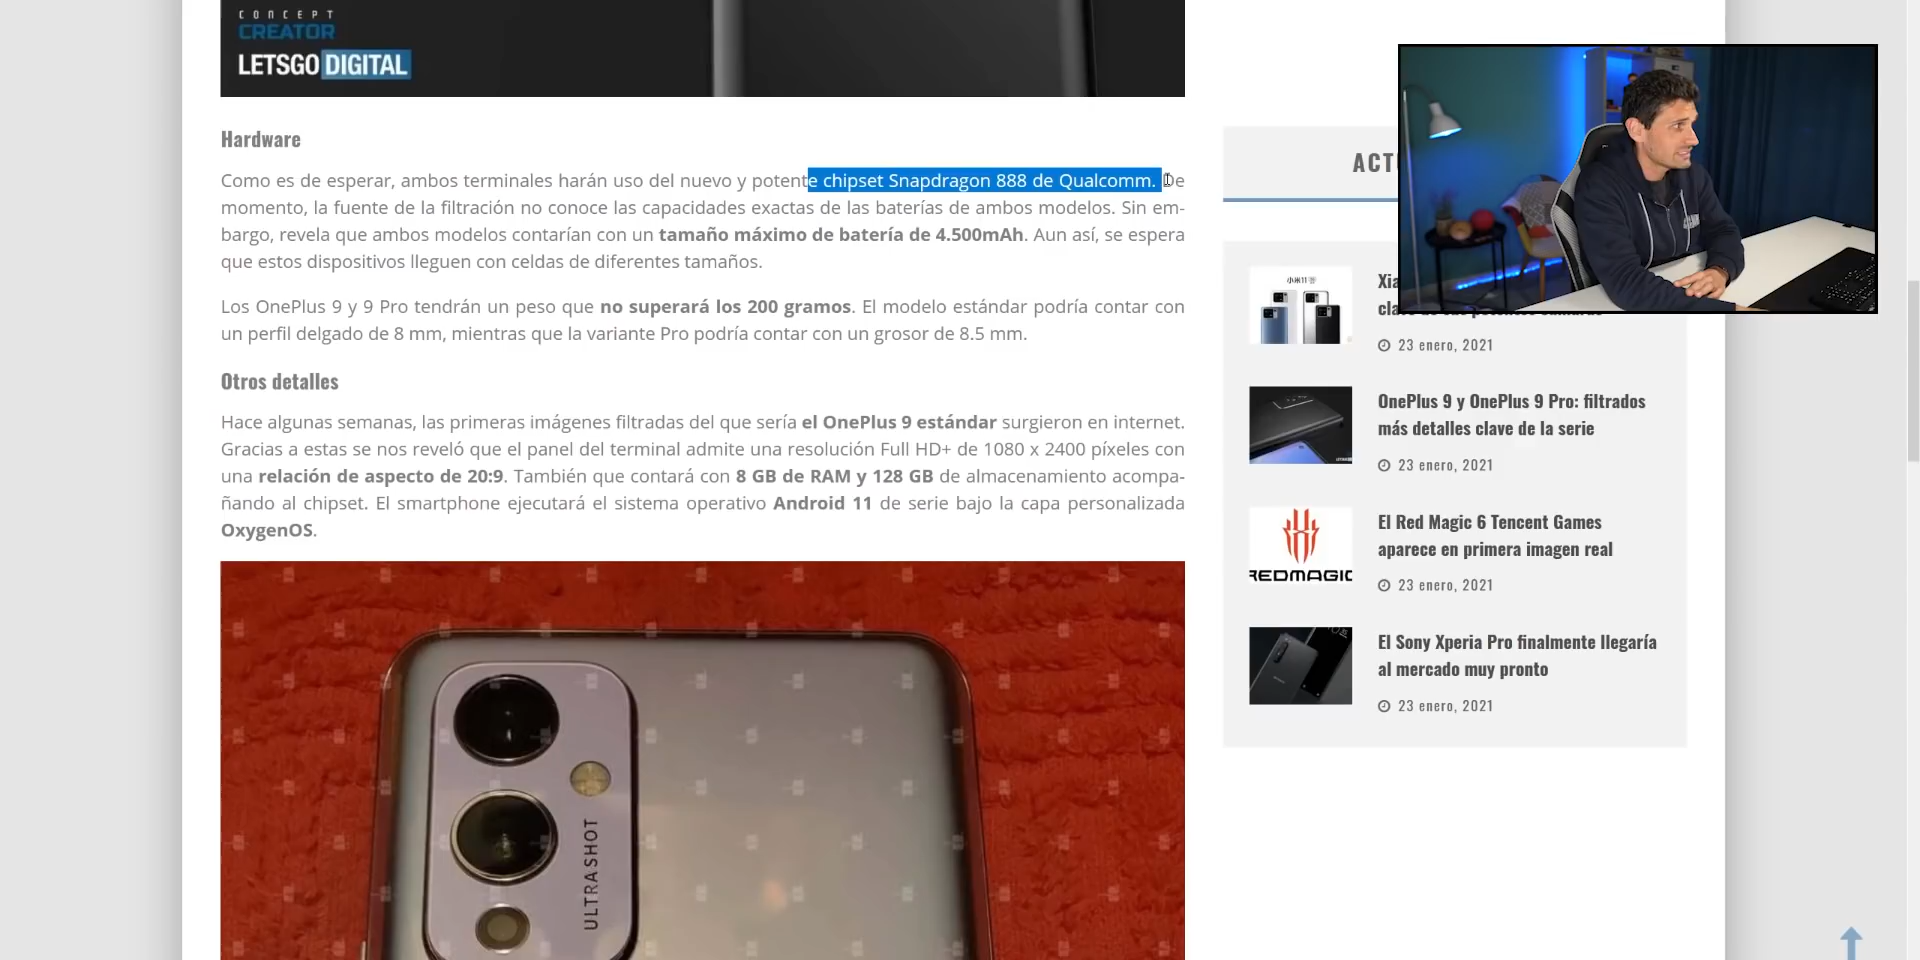 CONCEPT
CREATOR
LETSGO DIGITAL
Hardware
Como es de esperar, ambos terminales harán uso del nuevo y potente chipset Snapdragon 888 de Qualcomm. De
momento, la fuente de la filtración no conoce las capacidades exactas de las baterías de ambos modelos. Sin em-
bargo, revela que ambos modelos contarían con un tamaño máximo de batería de 4.500mAh. Aun así, se espera
que estos dispositivos lleguen con celdas de diferentes tamaños.
Los OnePlus 9 y 9 Pro tendrán un peso que no superará los 200 gramos. El modelo estándar podría contar con
un perfil delgado de 8 mm, mientras que la variante Pro podría contar con un grosor de 8.5 mm.
Otros detalles
Hace algunas semanas, las primeras imágenes filtradas del que sería el OnePlus 9 estándar surgieron en internet.
Gracias a estas se nos reveló que el panel del terminal admite una resolución Full HD+ de 1080 x 2400 píxeles con
una relación de aspecto de 20:9. También que contará con 8 GB de RAM y 128 GB de almacenamiento acompa-
ñando al chipset. El smartphone ejecutará el sistema operativo Android 11 de serie bajo la capa personalizada
OxygenOS.
ULTRASHOT
小米11
23 enero, 2021
OnePlus 9 y OnePlus 9 Pro: filtrados
más detalles clave de la serie
23 enero, 2021
REDMAGIC
El Red Magic 6 Tencent Games
aparece en primera imagen real
23 enero, 2021
El Sony Xperia Pro finalmente llegaría
al mercado muy pronto
23 enero, 2021